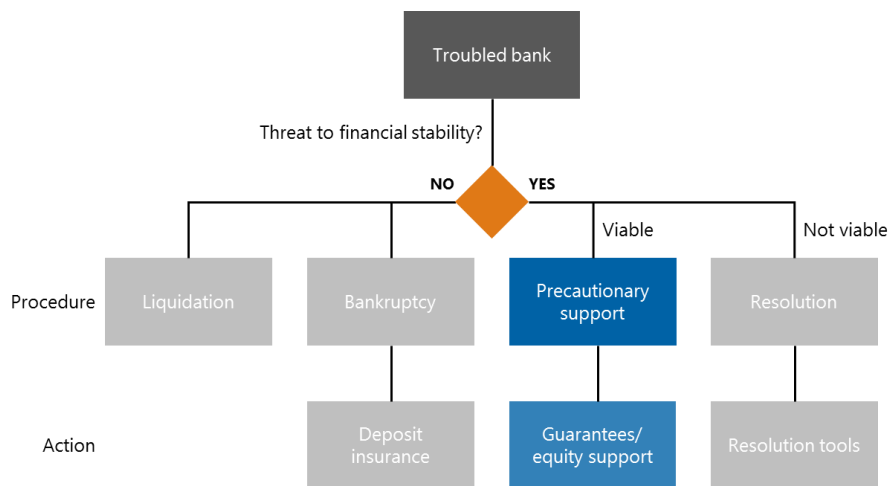 Troubled bank
Threat to financial stability?
NO
YES
Viable
Not viable
Procedure
Liquidation
Bankruptcy
Precautionary
support
Resolution
Action
Deposit
insurance
Guarantees/
equity support
Resolution tools